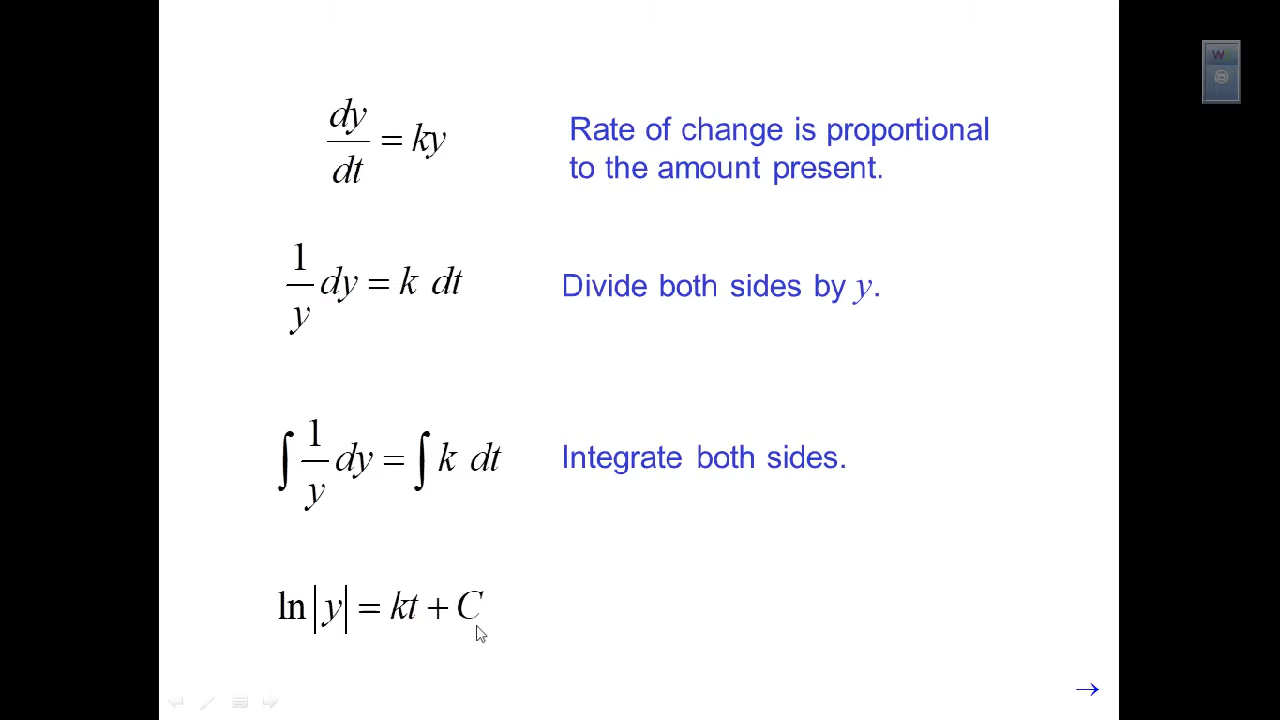 dy/dt = ky
Rate of change is proportional
to the amount present.
1/y dy = k dt
Divide both sides by y.
∫ 1/y dy = ∫ k dt
Integrate both sides.
ln|y| = kt + C
→
W